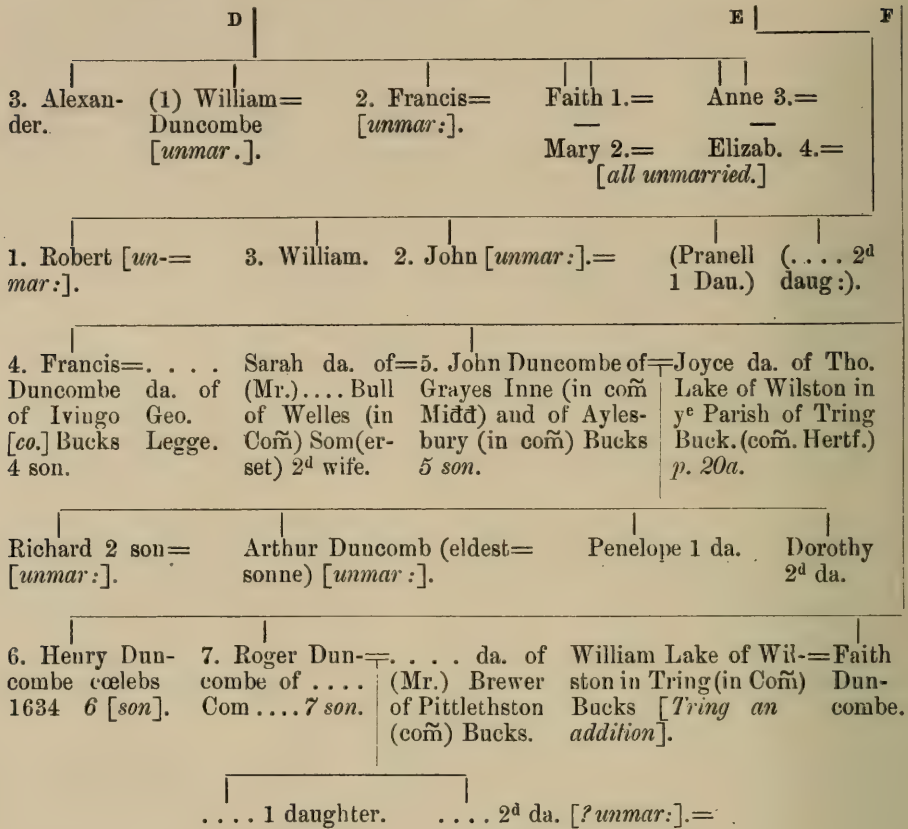 D E F
3. Alexan- (1) William= 2. Francis= Faith 1.= Anne 3.=
der. Duncombe [unmar:]. — —
[unmar.]. Mary 2.= Elizab. 4.=
[all unmarried.]
1. Robert [un-= 3. William. 2. John [unmar:].= (Pranell (.... 2d
mar:]. 1 Dau.) daug:).
4. Francis=.... Sarah da. of=5. John Duncombe of=Joyce da. of Tho.
Duncombe da. of (Mr.).... Bull Grayes Inne (in com̃ Lake of Wilston in
of Ivingo Geo. of Welles (in Midđ) and of Ayles- yᵉ Parish of Tring
[co.] Bucks Legge. Com̃) Som(er- bury (in com̃) Bucks Buck. (com. Hertf.)
4 son. set) 2d wife. 5 son. p. 20a.
Richard 2 son= Arthur Duncomb (eldest= Penelope 1 da. Dorothy
[unmar:]. sonne) [unmar:]. 2d da.
6. Henry Dun- 7. Roger Dun-=.... da. of William Lake of Wil-=Faith
combe cœlebs combe of .... (Mr.) Brewer ston in Tring (in Com̃) Dun-
1634 6 [son]. Com .... 7 son. of Pittlethston Bucks [Tring an combe.
(com̃) Bucks. addition].
.... 1 daughter. .... 2d da. [? unmar:].=